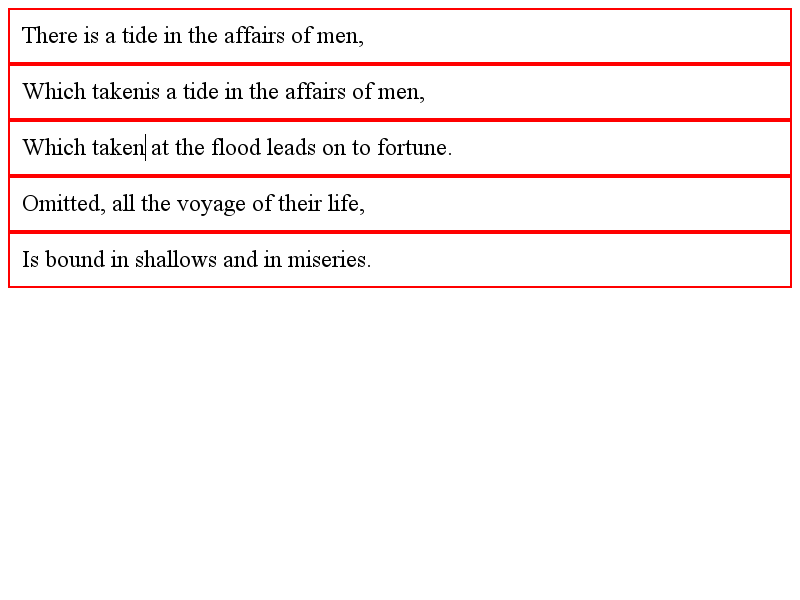 There is a tide in the affairs of men,
Which takenis a tide in the affairs of men,
Which taken at the flood leads on to fortune.
Omitted, all the voyage of their life,
Is bound in shallows and in miseries.